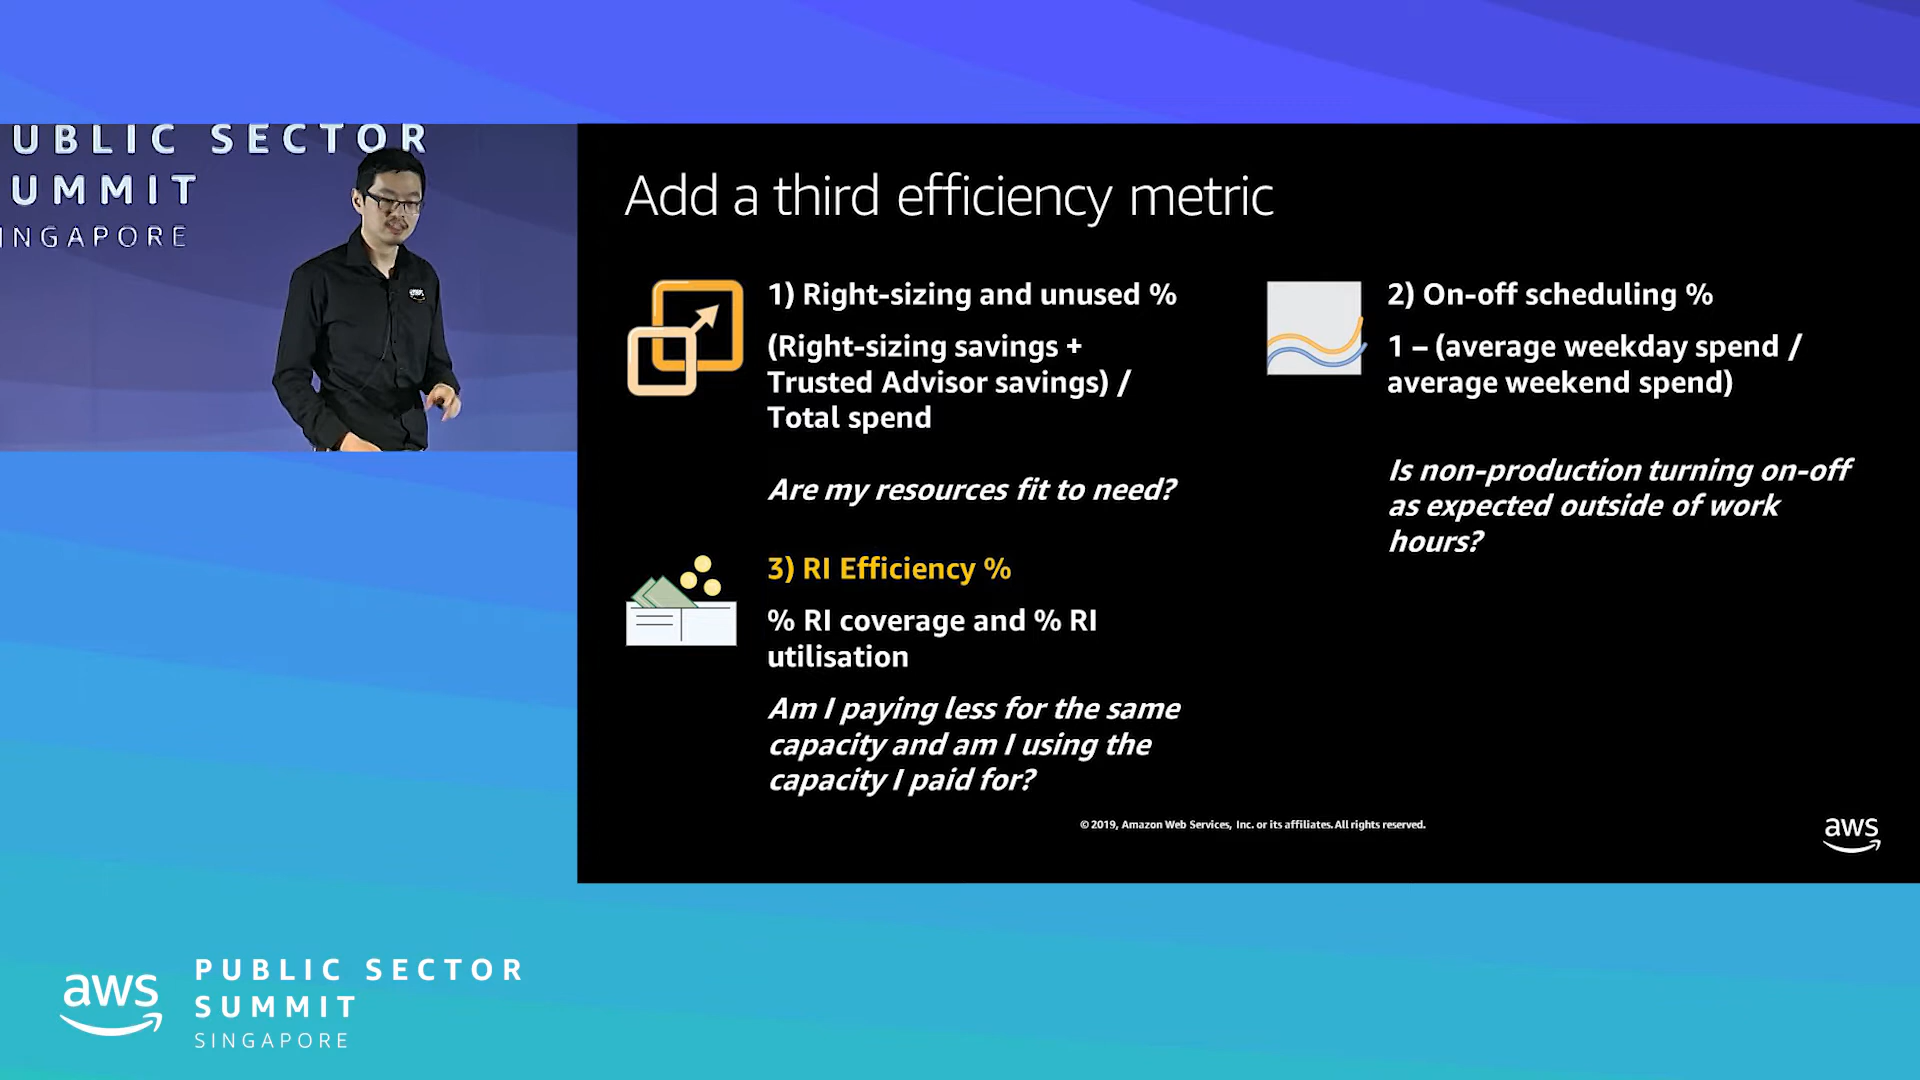 UBLIC SECTOR
UMMIT
INGAPORE
Add a third efficiency metric
1) Right-sizing and unused %
(Right-sizing savings +
Trusted Advisor savings) /
Total spend
Are my resources fit to need?
2) On-off scheduling %
1 – (average weekday spend /
average weekend spend)
Is non-production turning on-off
as expected outside of work
hours?
3) RI Efficiency %
% RI coverage and % RI
utilisation
Am I paying less for the same
capacity and am I using the
capacity I paid for?
© 2019, Amazon Web Services, Inc. or its affiliates. All rights reserved.
aws
aws
PUBLIC SECTOR
SUMMIT
SINGAPORE